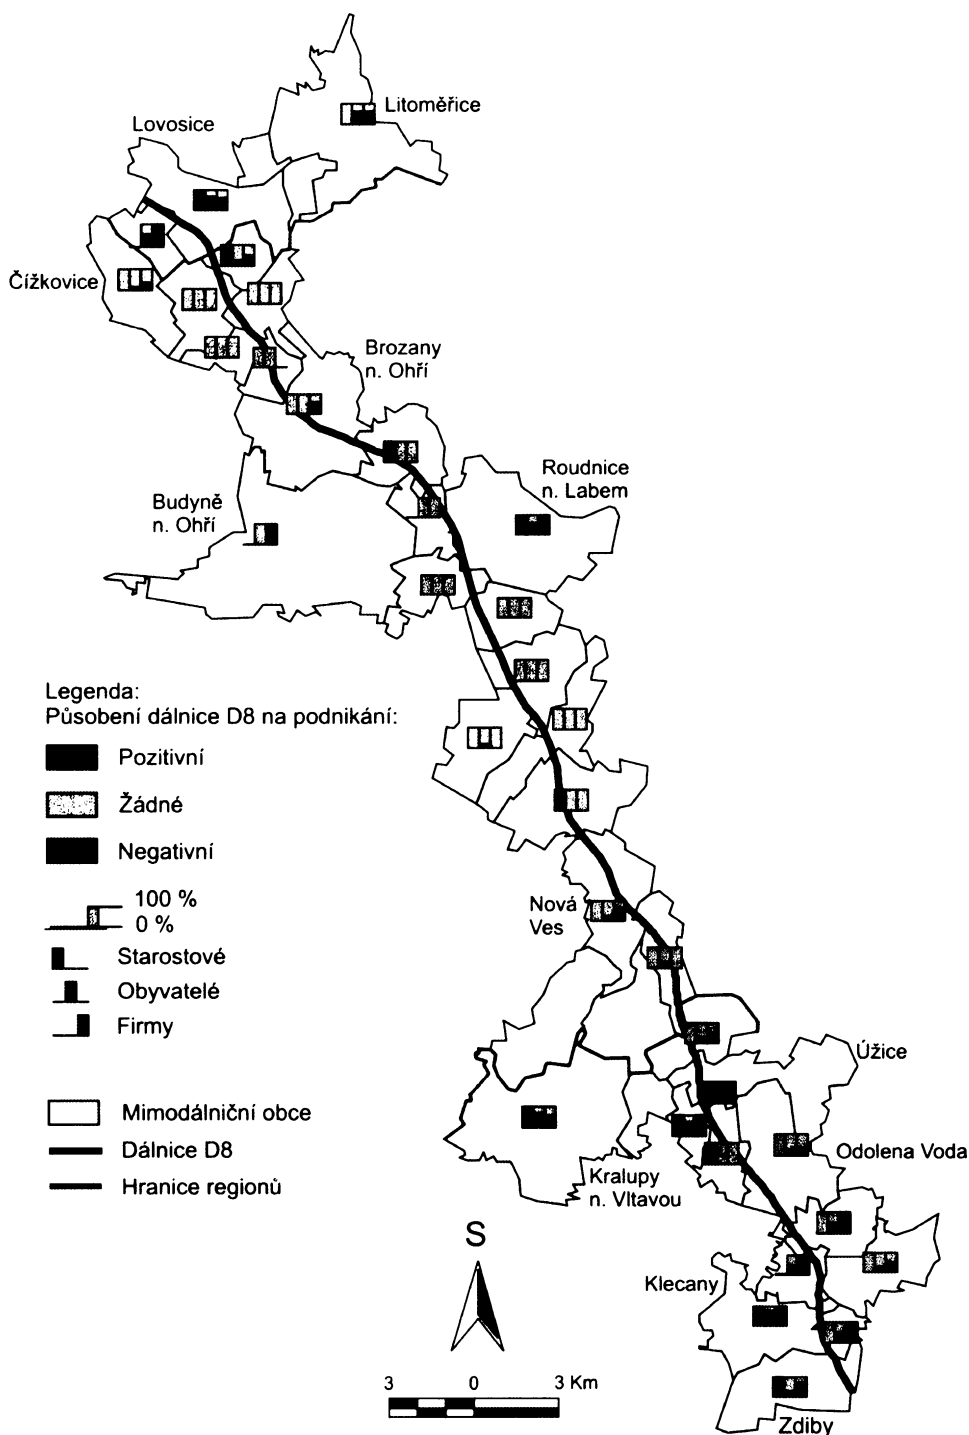 Litoměřice
Lovosice
Čížkovice
Brozany
n. Ohří
Roudnice
n. Labem
Budyně
n. Ohří
Legenda:
Působení dálnice D8 na podnikání:
Pozitivní
Žádné
Negativní
100 %
0 %
Starostové
Obyvatelé
Firmy
Mimodálniční obce
Dálnice D8
Hranice regionů
Nová
Ves
Úžice
Odolena Voda
Kralupy
n. Vltavou
S
Klecany
3 0 3 Km
Zdiby